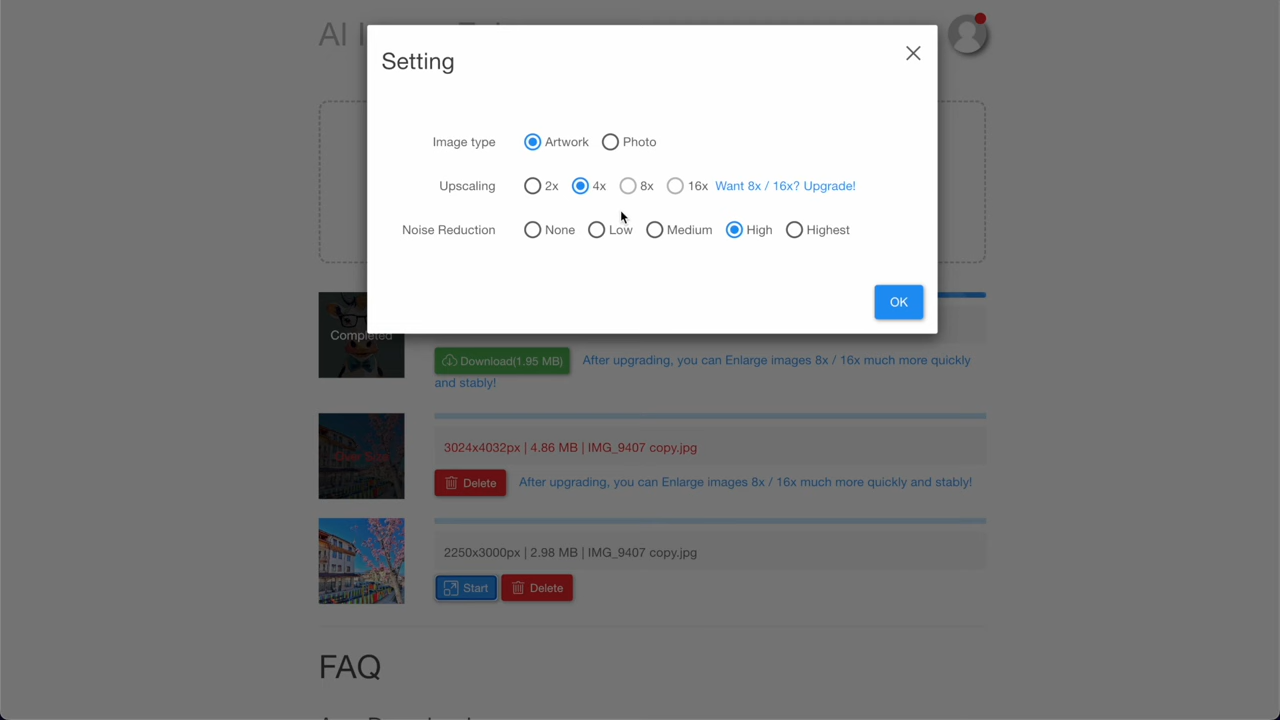 AI I
Setting
Image type Artwork Photo
Upscaling 2x 4x 8x 16x Want 8x / 16x? Upgrade!
Noise Reduction None Low Medium High Highest
OK
Completed
Download(1.95 MB) After upgrading, you can Enlarge images 8x / 16x much more quickly
and stably!
3024x4032px | 4.86 MB | IMG_9407 copy.jpg
Delete After upgrading, you can Enlarge images 8x / 16x much more quickly and stably!
2250x3000px | 2.98 MB | IMG_9407 copy.jpg
Start Delete
FAQ